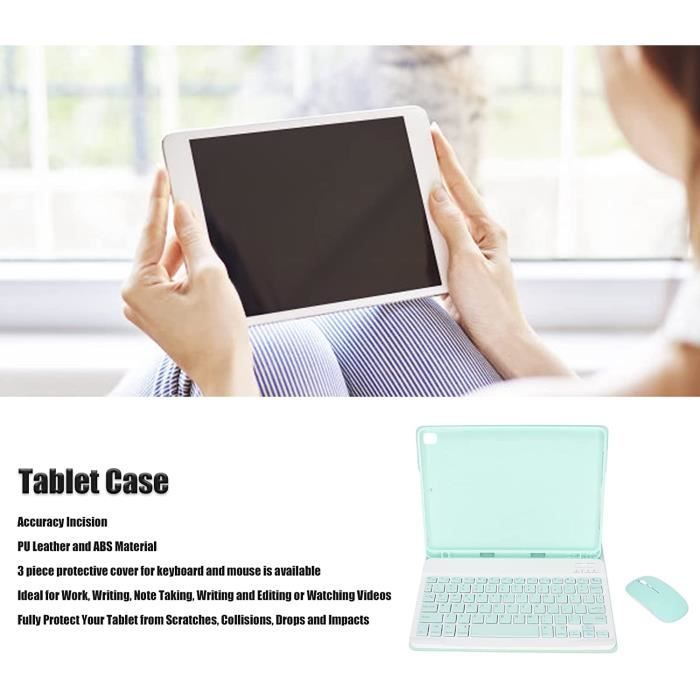 Tablet Case
Accuracy Incision
PU Leather and ABS Material
3 piece protective cover for keyboard and mouse is available
Ideal for Work, Writing, Note Taking, Writing and Editing or Watching Videos
Fully Protect Your Tablet from Scratches, Collisions, Drops and Impacts